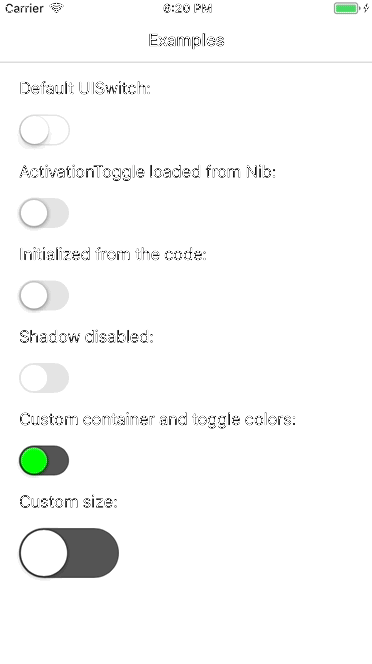 Carrier 8:20 PM
Examples
Default UISwitch:
ActivationToggle loaded from Nib:
Initialized from the code:
Shadow disabled:
Custom container and toggle colors:
Custom size: